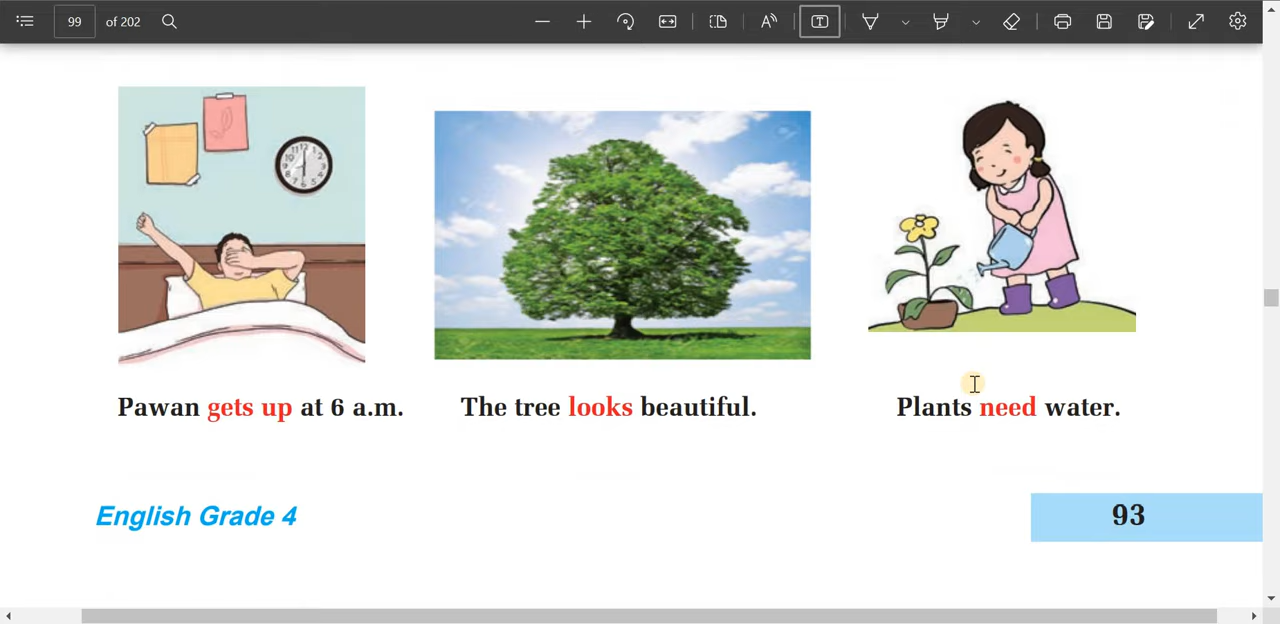 99 of 202
Pawan gets up at 6 a.m.
The tree looks beautiful.
Plants need water.
English Grade 4
93